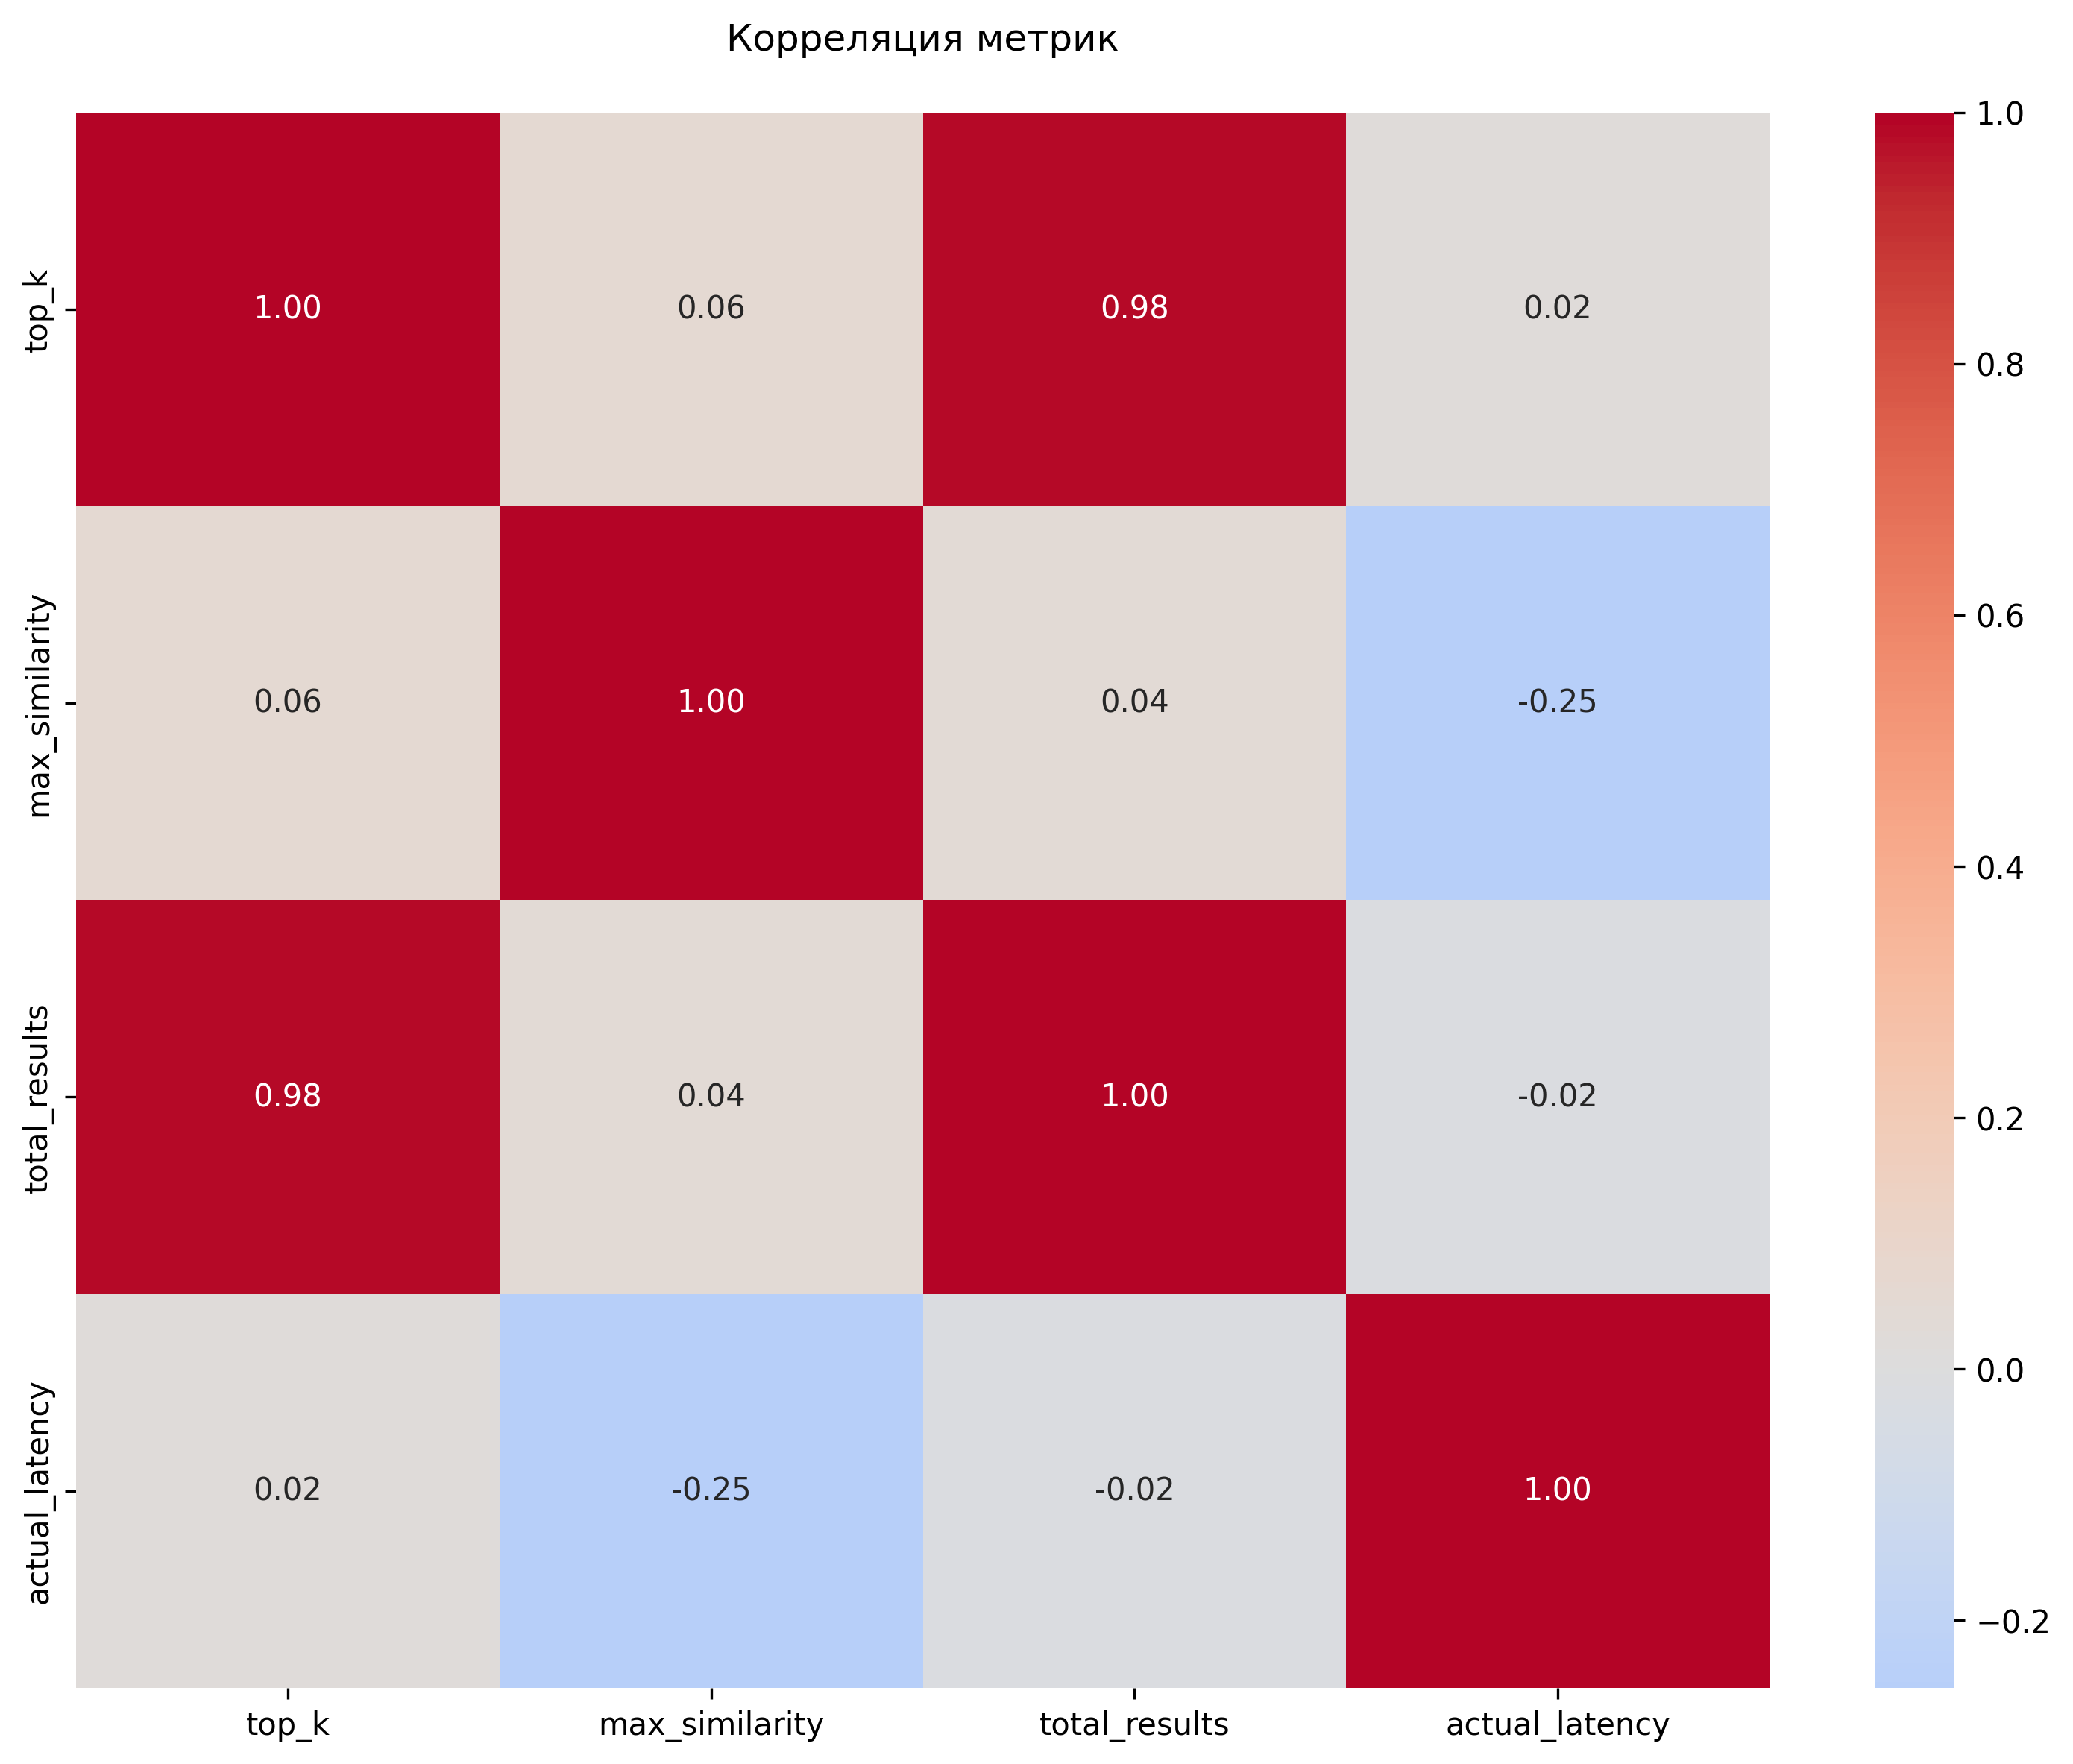 Корреляция метрик
top_k
1.00
0.06
0.98
0.02
max_similarity
0.06
1.00
0.04
-0.25
total_results
0.98
0.04
1.00
-0.02
actual_latency
0.02
-0.25
-0.02
1.00
top_k
max_similarity
total_results
actual_latency
1.0
0.8
0.6
0.4
0.2
0.0
−0.2